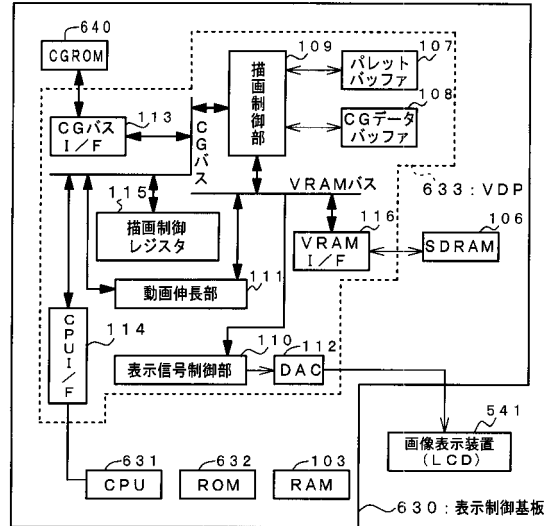 640
CGROM
109
描画制御部
107
パレット
バッファ
108
CGデータ
バッファ
113
CGバス
I/F
CGバス
VRAMバス
633:VDP
115
描画制御
レジスタ
116
VRAM
I/F
106
SDRAM
111
動画伸長部
114
CPUI/F
110
表示信号制御部
112
DAC
541
画像表示装置
(LCD)
631
CPU
632
ROM
103
RAM
630:表示制御基板